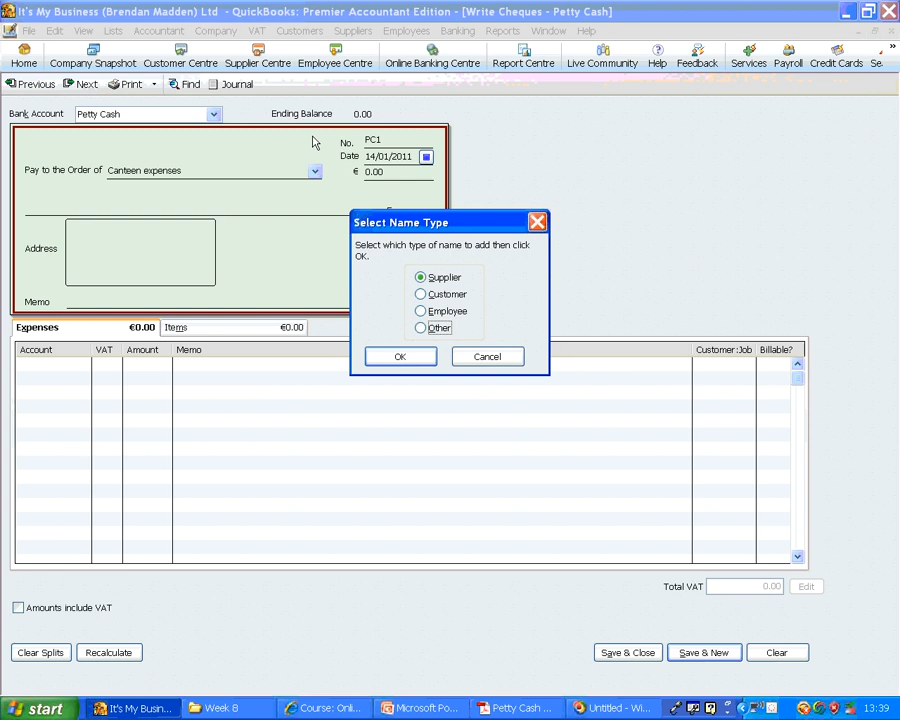 It's My Business (Brendan Madden) Ltd - QuickBooks: Premier Accountant Edition - [Write Cheques - Petty Cash]
File Edit View Lists Accountant Company VAT Customers Suppliers Employees Banking Reports Window Help
Home Company Snapshot Customer Centre Supplier Centre Employee Centre Online Banking Centre Report Centre Live Community Help Feedback Services Payroll Credit Cards Se.
Previous Next Print Find Journal
Bank Account Petty Cash Ending Balance 0.00
No. PC1
Date 14/01/2011
Pay to the Order of Canteen expenses € 0.00
Address
Memo
Select Name Type
Select which type of name to add then click
OK.
Supplier
Customer
Employee
Other
OK Cancel
Expenses €0.00 Items €0.00
Account VAT Amount Memo Customer:Job Billable?
Total VAT 0.00 Edit
Amounts include VAT
Clear Splits Recalculate Save & Close Save & New Clear
start It's My Busin... Week 8 Course: Onli... Microsoft Po... Petty Cash ... Untitled - Wi... 13:39